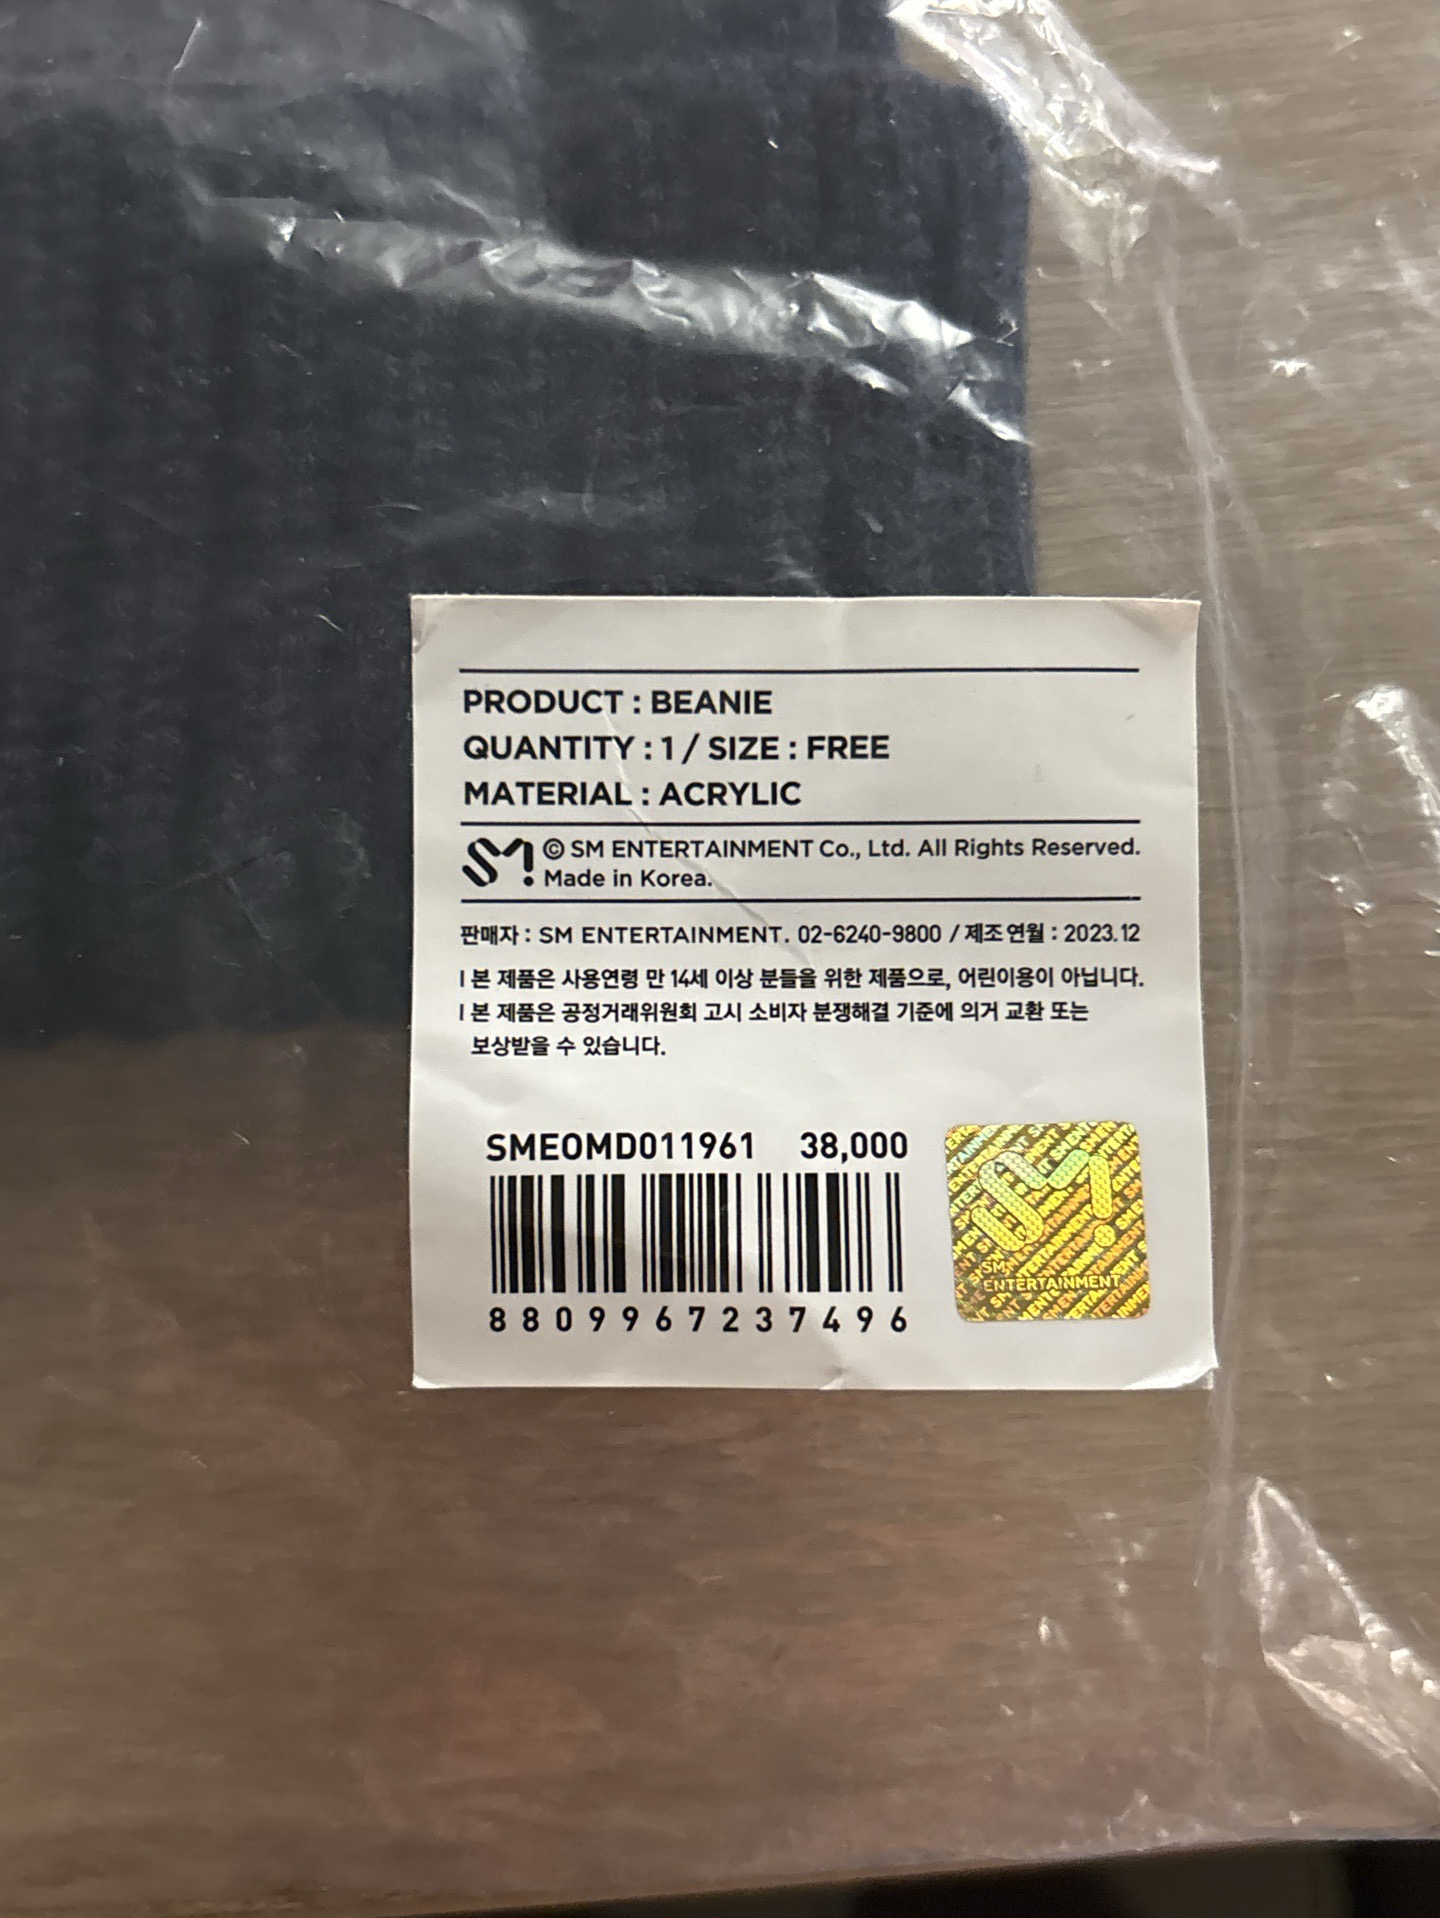 PRODUCT : BEANIE
QUANTITY : 1 / SIZE : FREE
MATERIAL : ACRYLIC
SM! © SM ENTERTAINMENT Co., Ltd. All Rights Reserved.
Made in Korea.
판매자 : SM ENTERTAINMENT. 02-6240-9800 / 제조연월 : 2023.12
l 본 제품은 사용연령 만 14세 이상 분들을 위한 제품으로, 어린이용이 아닙니다.
l 본 제품은 공정거래위원회 고시 소비자 분쟁해결 기준에 의거 교환 또는
보상받을 수 있습니다.
SMEOMD011961 38,000
8809967237496
SM
ENTERTAINMENT